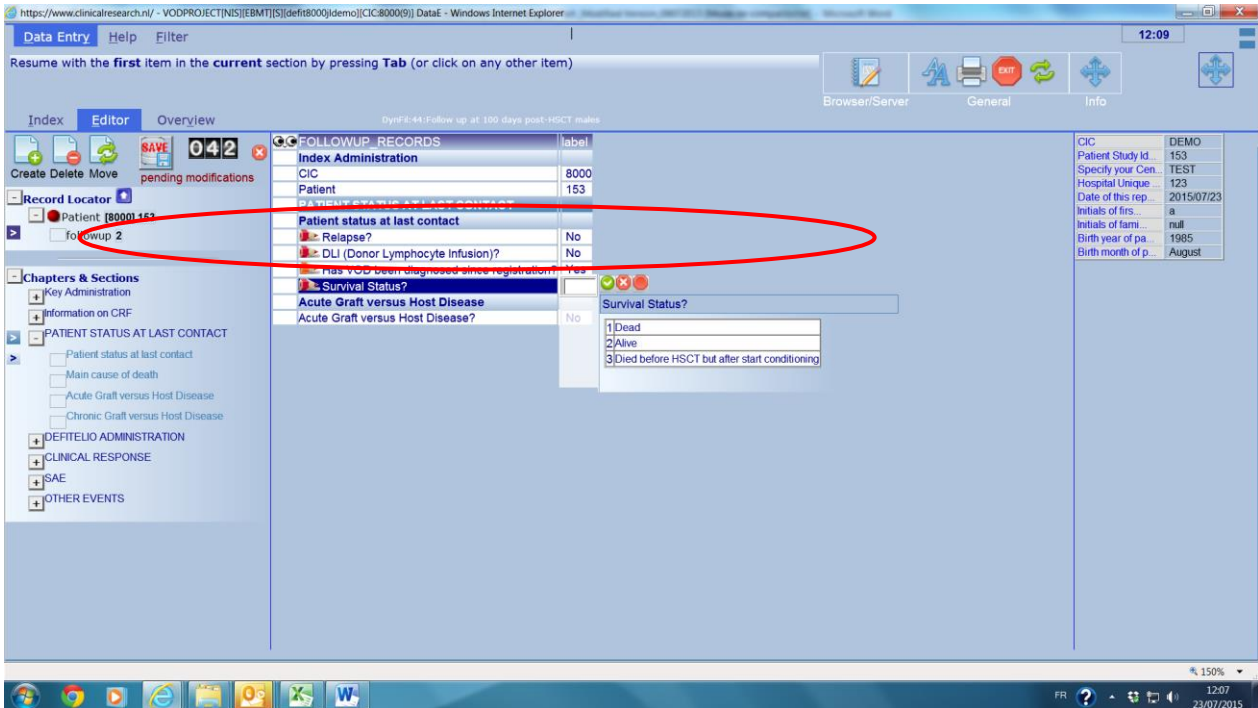 https://www.clinicalresearch.nl/ - VODPROJECT[NIS][EBMT][S][defit8000jldemo][CIC:8000(9)] DataE - Windows Internet Explorer
Data Entry Help Filter
12:09
Resume with the first item in the current section by pressing Tab (or click on any other item)
EXIT
Browser/Server General Info
Index Editor Overview
DynFil:44:Follow up at 100 days post-HSCT males
SAVE 042
Create Delete Move pending modifications
Record Locator
Patient [8000] 153
followup 2
Chapters & Sections
Key Administration
Information on CRF
PATIENT STATUS AT LAST CONTACT
Patient status at last contact
Main cause of death
Acute Graft versus Host Disease
Chronic Graft versus Host Disease
DEFITELIO ADMINISTRATION
CLINICAL RESPONSE
SAE
OTHER EVENTS
FOLLOWUP_RECORDS label
Index Administration
CIC 8000
Patient 153
PATIENT STATUS AT LAST CONTACT
Patient status at last contact
Relapse? No
DLI (Donor Lymphocyte Infusion)? No
Has VOD been diagnosed since registration? Yes
Survival Status?
Acute Graft versus Host Disease
Acute Graft versus Host Disease? No
Survival Status?
1 Dead
2 Alive
3 Died before HSCT but after start conditioning
CIC DEMO
Patient Study Id... 153
Specify your Cen... TEST
Hospital Unique ... 123
Date of this rep... 2015/07/23
Initials of firs... a
Initials of fami... null
Birth year of pa... 1985
Birth month of p... August
150%
FR
12:07
23/07/2015